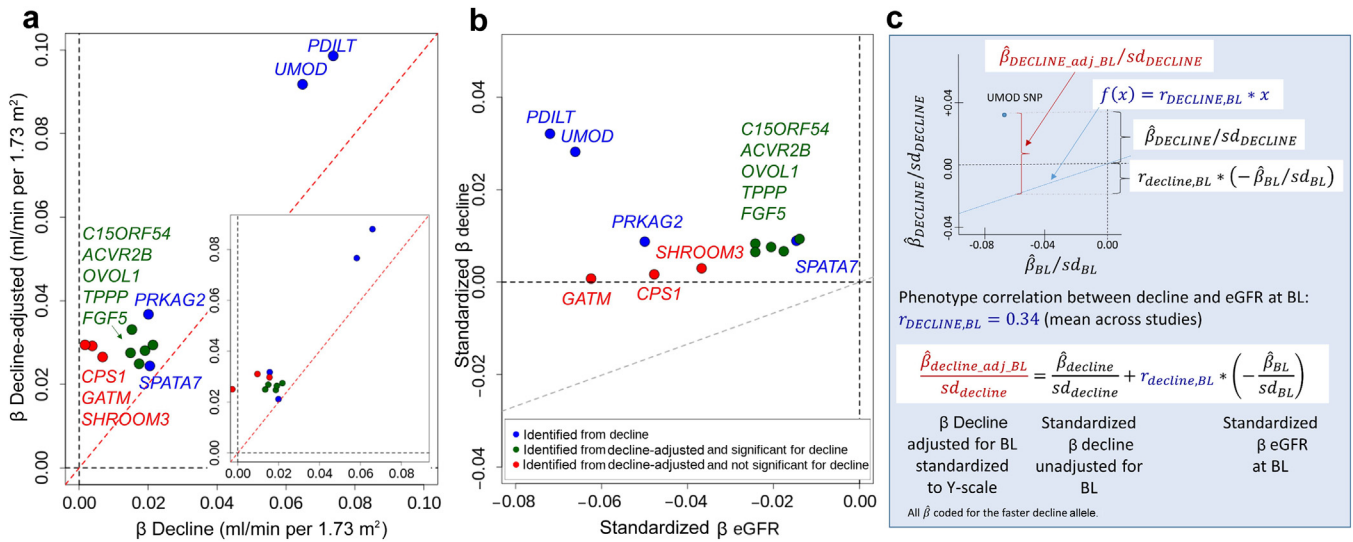 a
β Decline-adjusted (ml/min per 1.73 m²)
0.10
0.08
0.06
0.04
0.02
0.00
PDILT
UMOD
C15ORF54
ACVR2B
OVOL1
TPPP
FGF5
PRKAG2
CPS1
GATM
SHROOM3
SPATA7
0.08
0.06
0.04
0.02
0.00
0.00 0.02 0.04 0.06 0.08
0.00 0.02 0.04 0.06 0.08 0.10
β Decline (ml/min per 1.73 m²)
b
Standardized β decline
0.04
0.02
0.00
−0.02
−0.04
PDILT
UMOD
C15ORF54
ACVR2B
OVOL1
TPPP
FGF5
PRKAG2
SHROOM3
SPATA7
GATM
CPS1
Identified from decline
Identified from decline-adjusted and significant for decline
Identified from decline-adjusted and not significant for decline
−0.08 −0.06 −0.04 −0.02 0.00
Standardized β eGFR
c
β̂DECLINE_adj_BL/sdDECLINE
UMOD SNP
f(x) = rDECLINE,BL * x
β̂DECLINE/sdDECLINE
+0.04
0.00
-0.04
β̂DECLINE/sdDECLINE
rdecline,BL * (−β̂BL/sdBL)
-0.08 -0.04 0.00
β̂BL/sdBL
Phenotype correlation between decline and eGFR at BL:
rDECLINE,BL = 0.34 (mean across studies)
β̂decline_adj_BL/sddecline = β̂decline/sddecline + rdecline,BL * (−β̂BL/sdBL)
β Decline adjusted for BL standardized to Y-scale
Standardized β decline unadjusted for BL
Standardized β eGFR at BL
All β̂ coded for the faster decline allele.